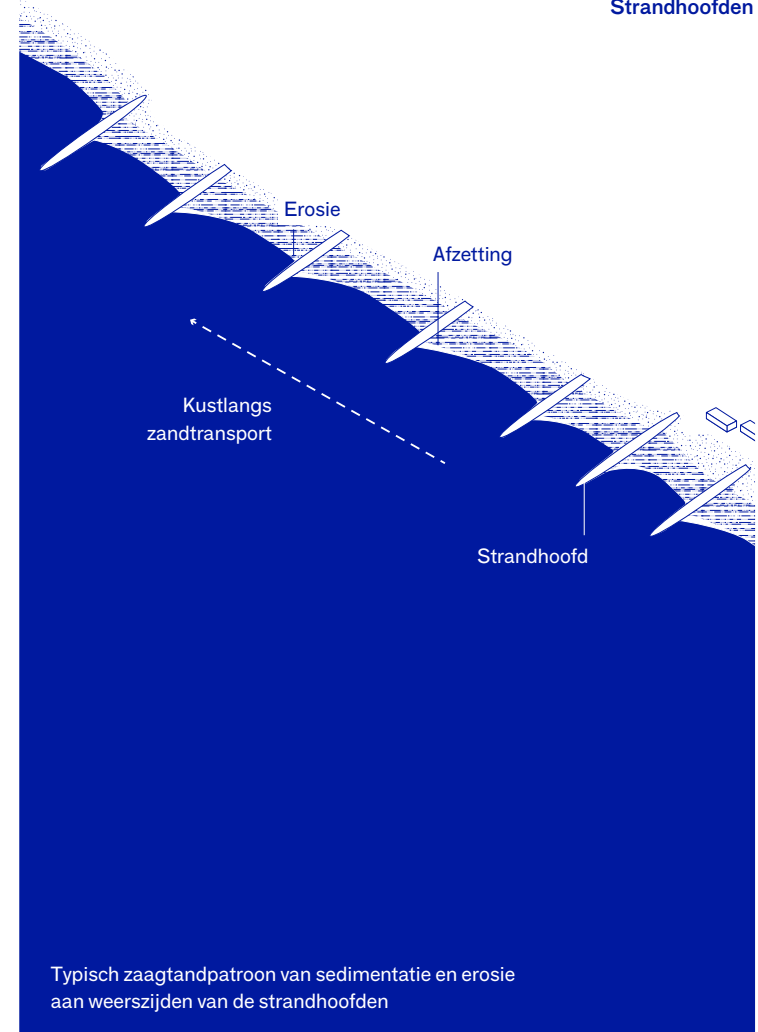 Strandhoofden
Erosie
Afzetting
Kustlangs
zandtransport
Strandhoofd
Typisch zaagtandpatroon van sedimentatie en erosie
aan weerszijden van de strandhoofden